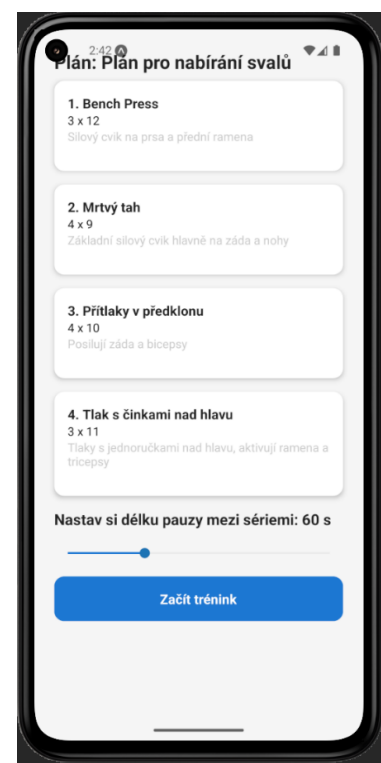 2:42
Plán: Plán pro nabírání svalů
1. Bench Press
3 x 12
Silový cvik na prsa a přední ramena
2. Mrtvý tah
4 x 9
Základní silový cvik hlavně na záda a nohy
3. Přítlaky v předklonu
4 x 10
Posilují záda a bicepsy
4. Tlak s činkami nad hlavu
3 x 11
Tlaky s jednoručkami nad hlavu, aktivují ramena a
tricepsy
Nastav si délku pauzy mezi sériemi: 60 s
Začít trénink